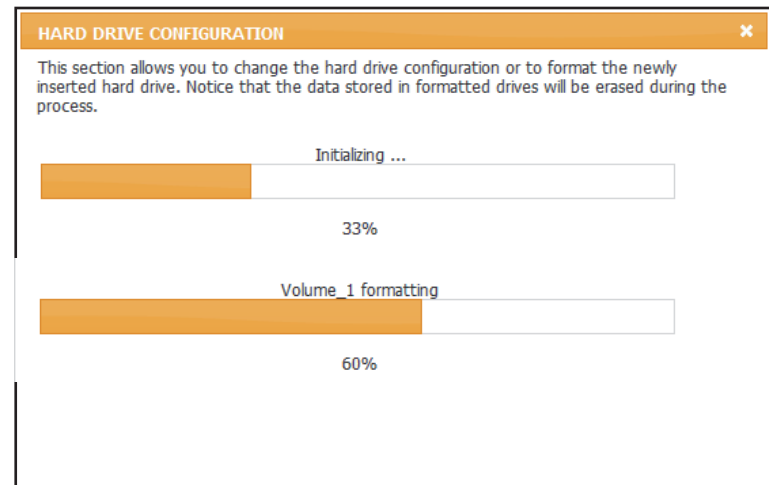 HARD DRIVE CONFIGURATION
This section allows you to change the hard drive configuration or to format the newly
inserted hard drive. Notice that the data stored in formatted drives will be erased during the
process.
Initializing ...
33%
Volume_1 formatting
60%